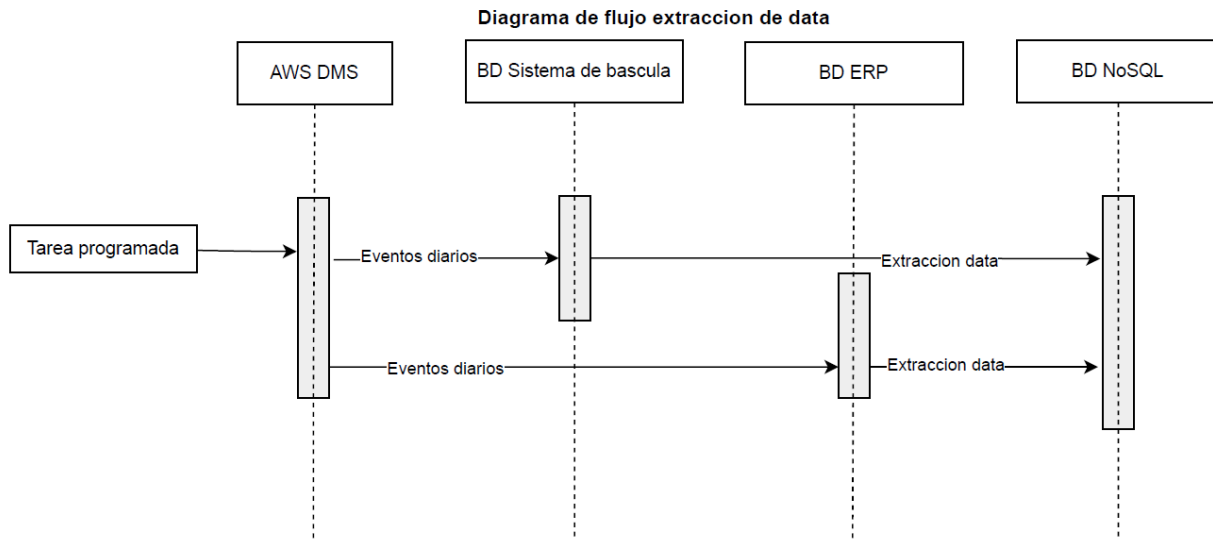 Diagrama de flujo extraccion de data
AWS DMS
BD Sistema de bascula
BD ERP
BD NoSQL
Tarea programada
Eventos diarios
Extraccion data
Eventos diarios
Extraccion data